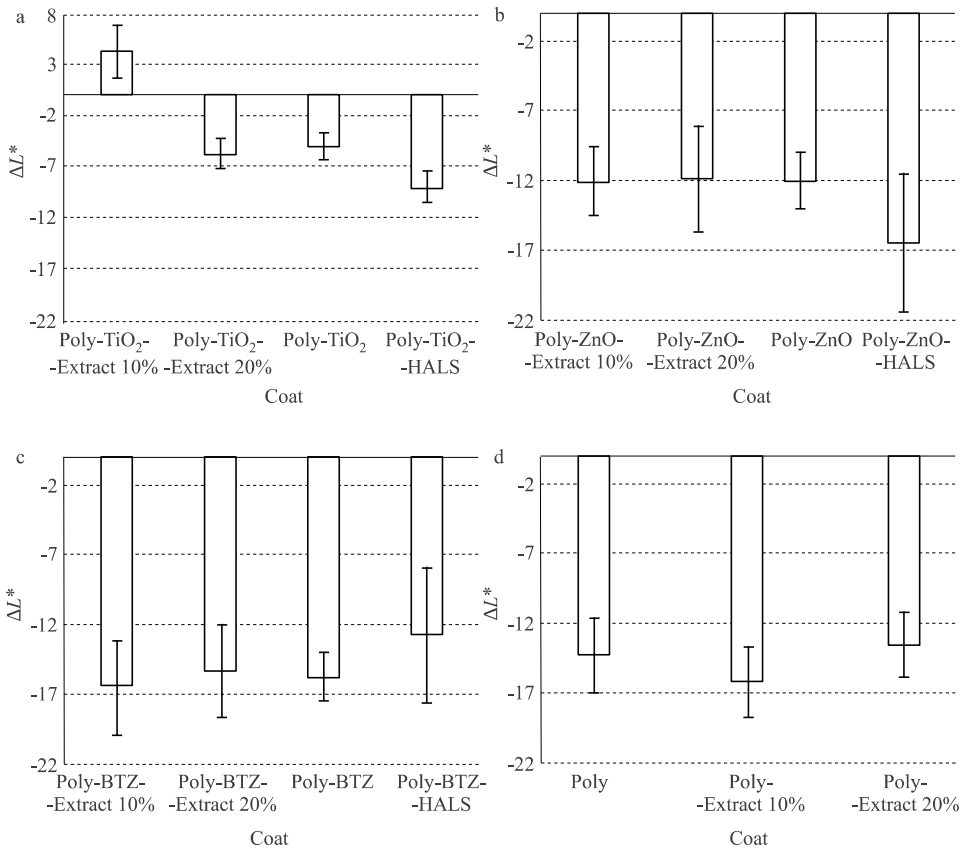 a
8
3
-2
-7
-12
-17
-22
ΔL*
Poly-TiO₂-
-Extract 10%
Poly-TiO₂-
-Extract 20%
Poly-TiO₂
Poly-TiO₂-
-HALS
Coat
b
-2
-7
-12
-17
-22
ΔL*
Poly-ZnO-
-Extract 10%
Poly-ZnO-
-Extract 20%
Poly-ZnO
Poly-ZnO-
-HALS
Coat
c
-2
-7
-12
-17
-22
ΔL*
Poly-BTZ-
-Extract 10%
Poly-BTZ-
-Extract 20%
Poly-BTZ
Poly-BTZ-
-HALS
Coat
d
-2
-7
-12
-17
-22
ΔL*
Poly
Poly-
-Extract 10%
Poly-
-Extract 20%
Coat